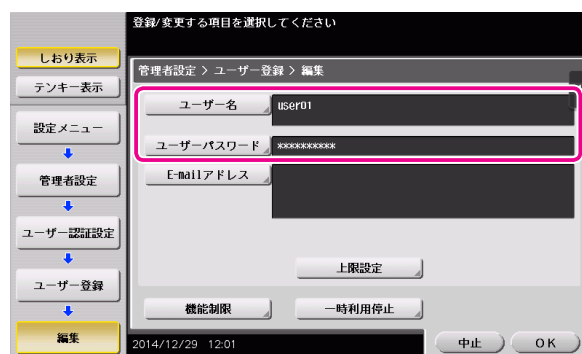 登録/変更する項目を選択してください
しおり表示
テンキー表示
設定メニュー
管理者設定
ユーザー認証設定
ユーザー登録
編集
管理者設定 > ユーザー登録 > 編集
ユーザー名 user01
ユーザーパスワード **********
E-mailアドレス
上限設定
機能制限 一時利用停止
2014/12/29 12:01 中止 OK